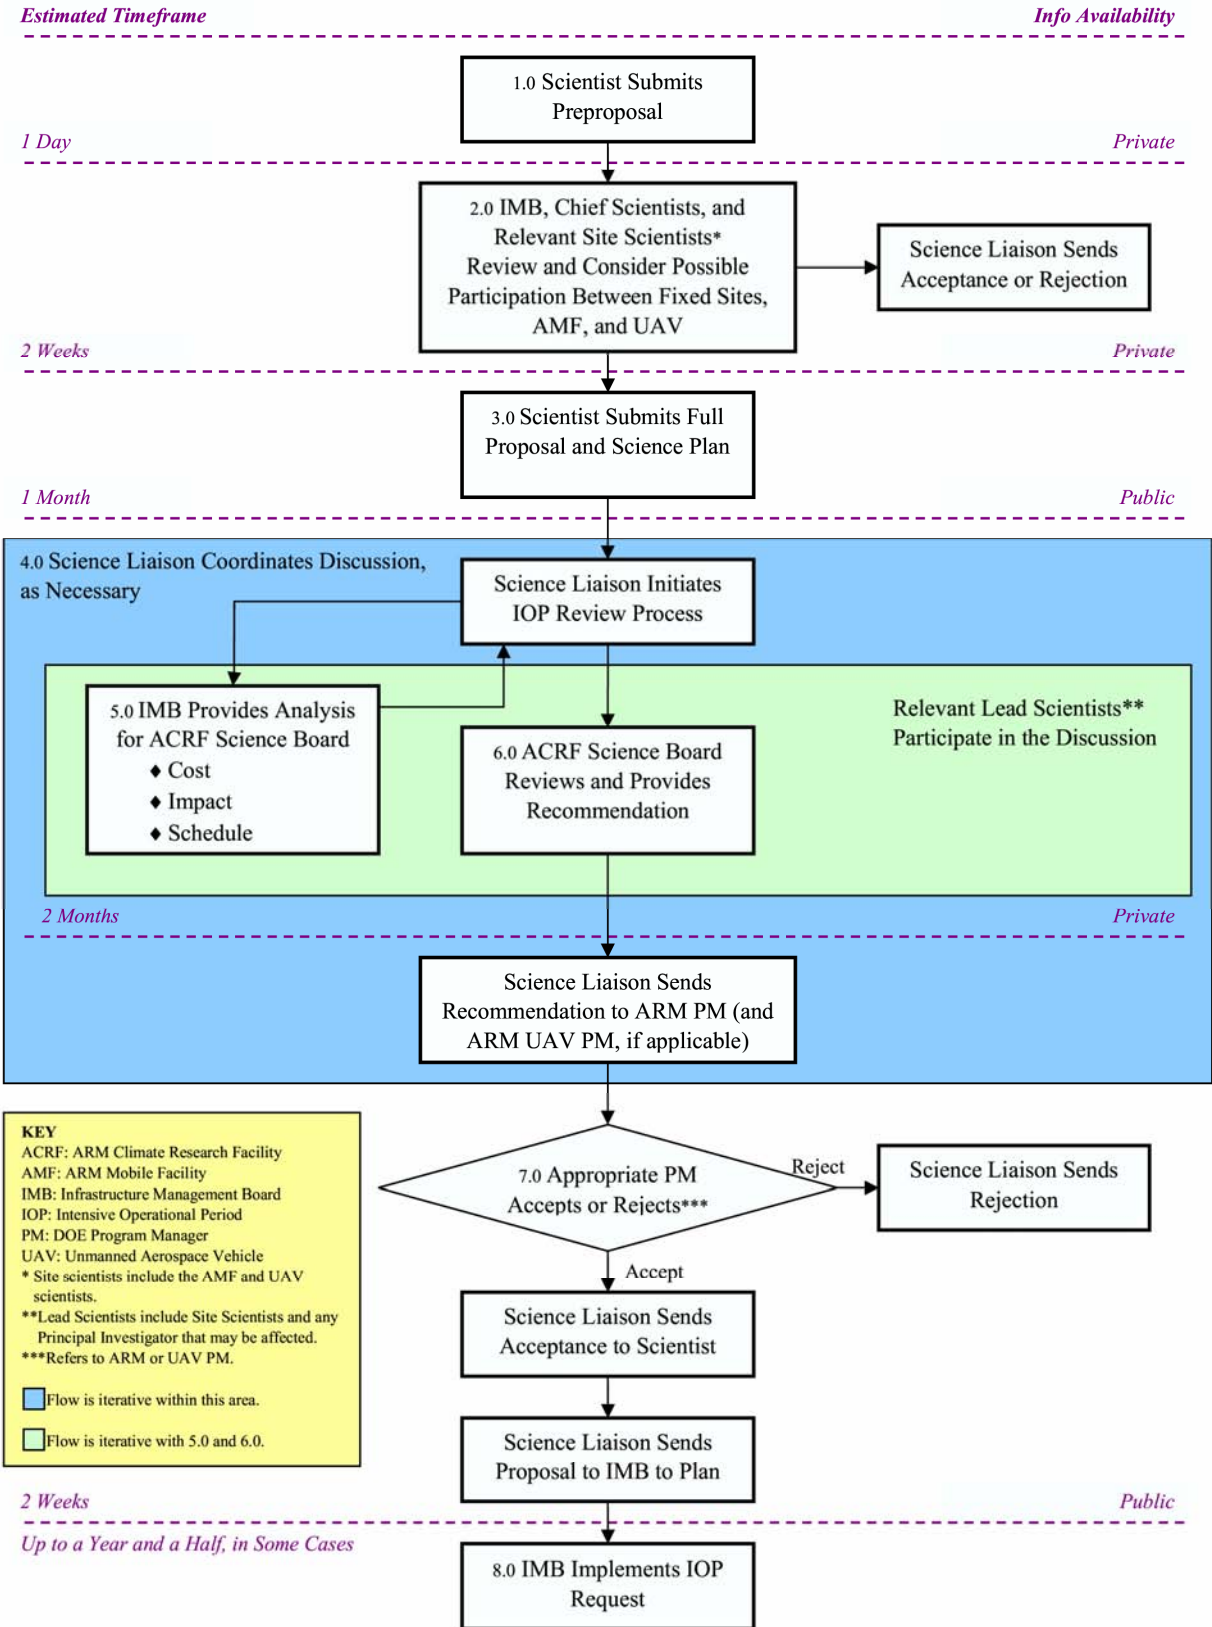 Estimated Timeframe
Info Availability
1.0 Scientist Submits
Preproposal
1 Day
Private
2.0 IMB, Chief Scientists, and
Relevant Site Scientists*
Review and Consider Possible
Participation Between Fixed Sites,
AMF, and UAV
Science Liaison Sends
Acceptance or Rejection
2 Weeks
Private
3.0 Scientist Submits Full
Proposal and Science Plan
1 Month
Public
4.0 Science Liaison Coordinates Discussion,
as Necessary
Science Liaison Initiates
IOP Review Process
5.0 IMB Provides Analysis
for ACRF Science Board
♦ Cost
♦ Impact
♦ Schedule
6.0 ACRF Science Board
Reviews and Provides
Recommendation
Relevant Lead Scientists**
Participate in the Discussion
2 Months
Private
Science Liaison Sends
Recommendation to ARM PM (and
ARM UAV PM, if applicable)
KEY
ACRF: ARM Climate Research Facility
AMF: ARM Mobile Facility
IMB: Infrastructure Management Board
IOP: Intensive Operational Period
PM: DOE Program Manager
UAV: Unmanned Aerospace Vehicle
* Site scientists include the AMF and UAV
scientists.
**Lead Scientists include Site Scientists and any
Principal Investigator that may be affected.
***Refers to ARM or UAV PM.
Flow is iterative within this area.
Flow is iterative with 5.0 and 6.0.
7.0 Appropriate PM
Accepts or Rejects***
Reject
Science Liaison Sends
Rejection
Accept
Science Liaison Sends
Acceptance to Scientist
Science Liaison Sends
Proposal to IMB to Plan
2 Weeks
Public
Up to a Year and a Half, in Some Cases
8.0 IMB Implements IOP
Request